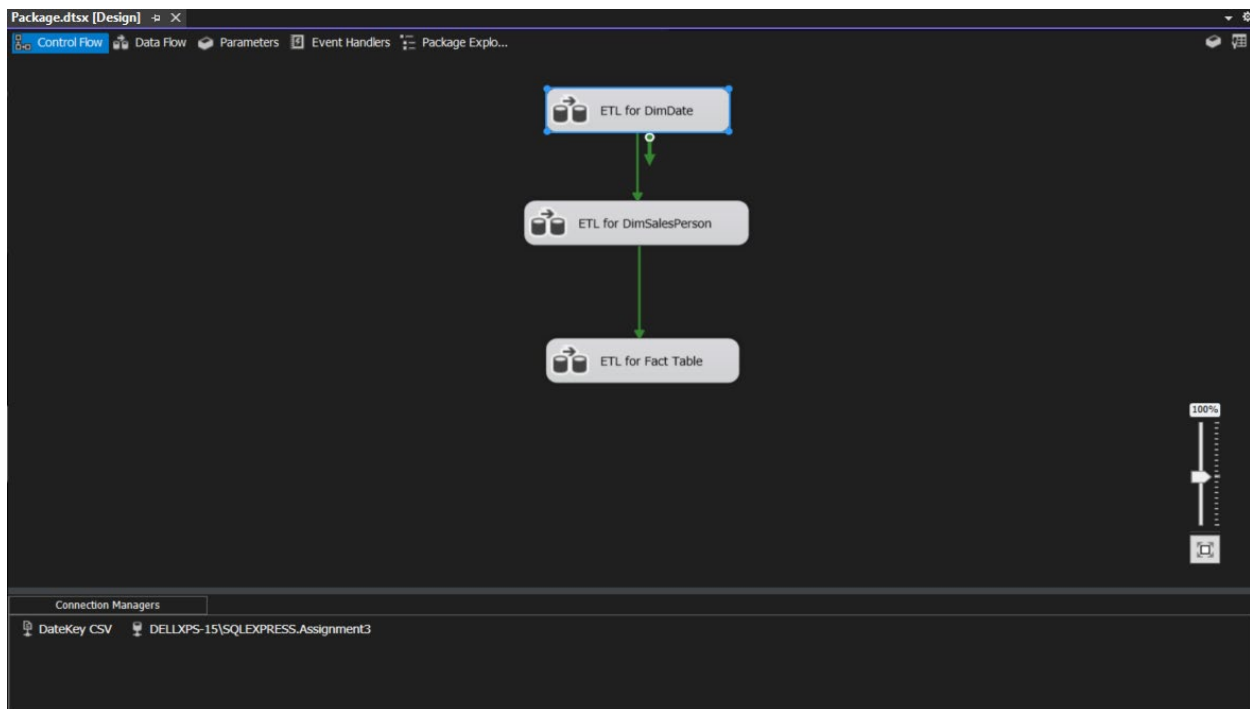 Package.dtsx [Design]
Control Flow Data Flow Parameters Event Handlers Package Explo...
ETL for DimDate
ETL for DimSalesPerson
ETL for Fact Table
100%
Connection Managers
DateKey CSV DELLXPS-15\SQLEXPRESS.Assignment3